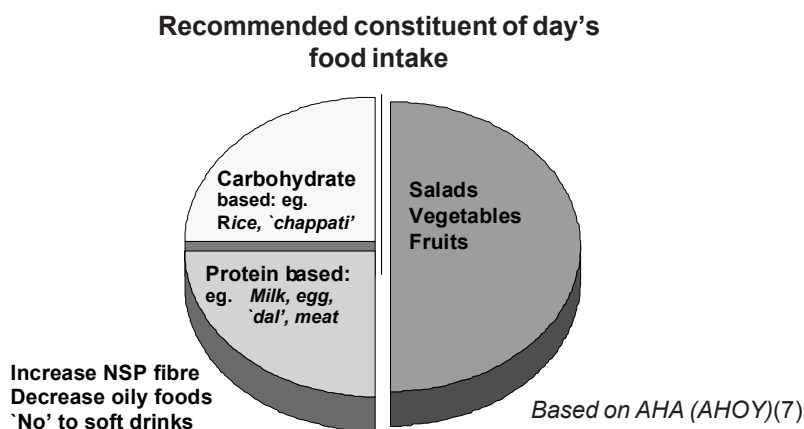 Recommended constituent of day's
food intake
Carbohydrate
based: eg.
Rice, `chappati'
Protein based:
eg. Milk, egg,
`dal', meat
Salads
Vegetables
Fruits
Increase NSP fibre
Decrease oily foods
`No' to soft drinks
Based on AHA (AHOY)(7)